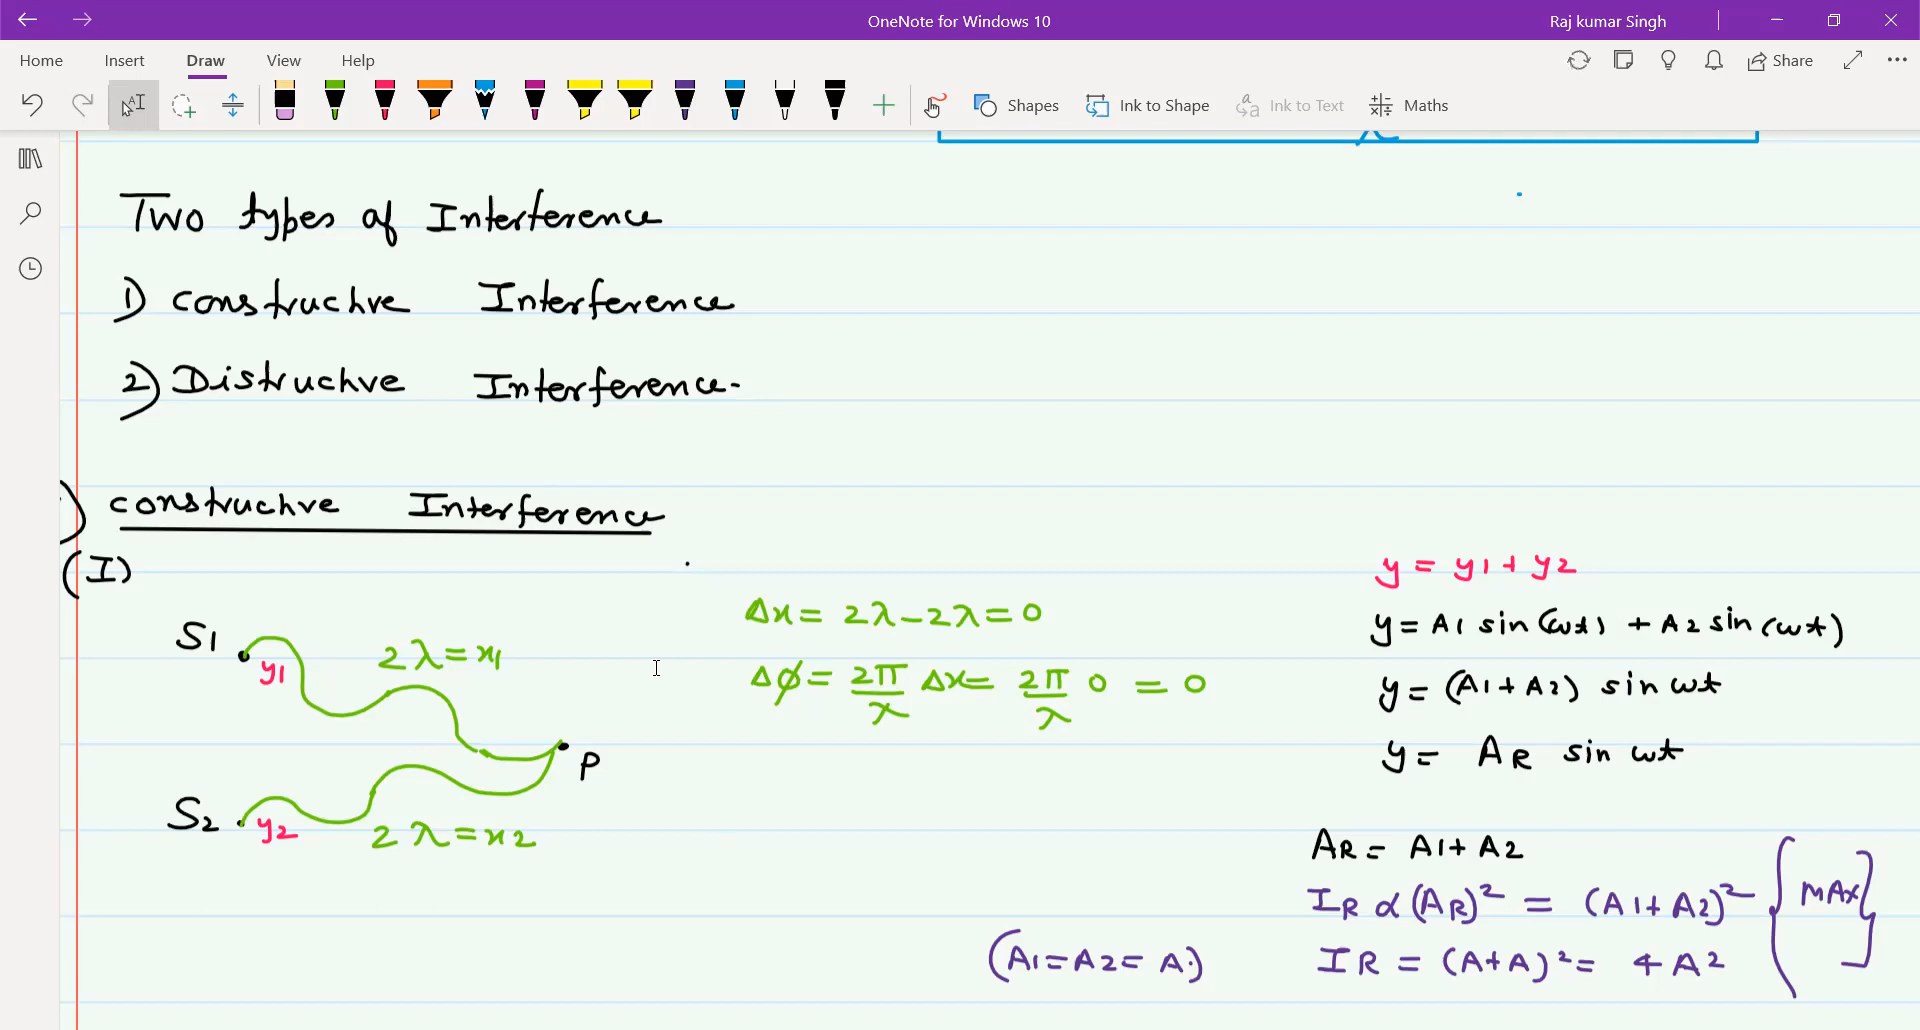 OneNote for Windows 10
Raj kumar Singh
Home Insert Draw View Help
Share
Shapes Ink to Shape Ink to Text Maths
Two types of Interference
1) constructive Interference
2) Distructive Interference.
) constructive Interference
(I)
S1
y1
2λ = x1
P
S2
y2
2λ = x2
Δx = 2λ - 2λ = 0
Δϕ = 2π/λ Δx = 2π/λ 0 = 0
y = y1 + y2
y = A1 sin(ωt) + A2 sin(ωt)
y = (A1 + A2) sin ωt
y = AR sin ωt
AR = A1 + A2
IR ∝ (AR)² = (A1 + A2)² { MAX }
(A1 = A2 = A.) IR = (A+A)² = 4A²